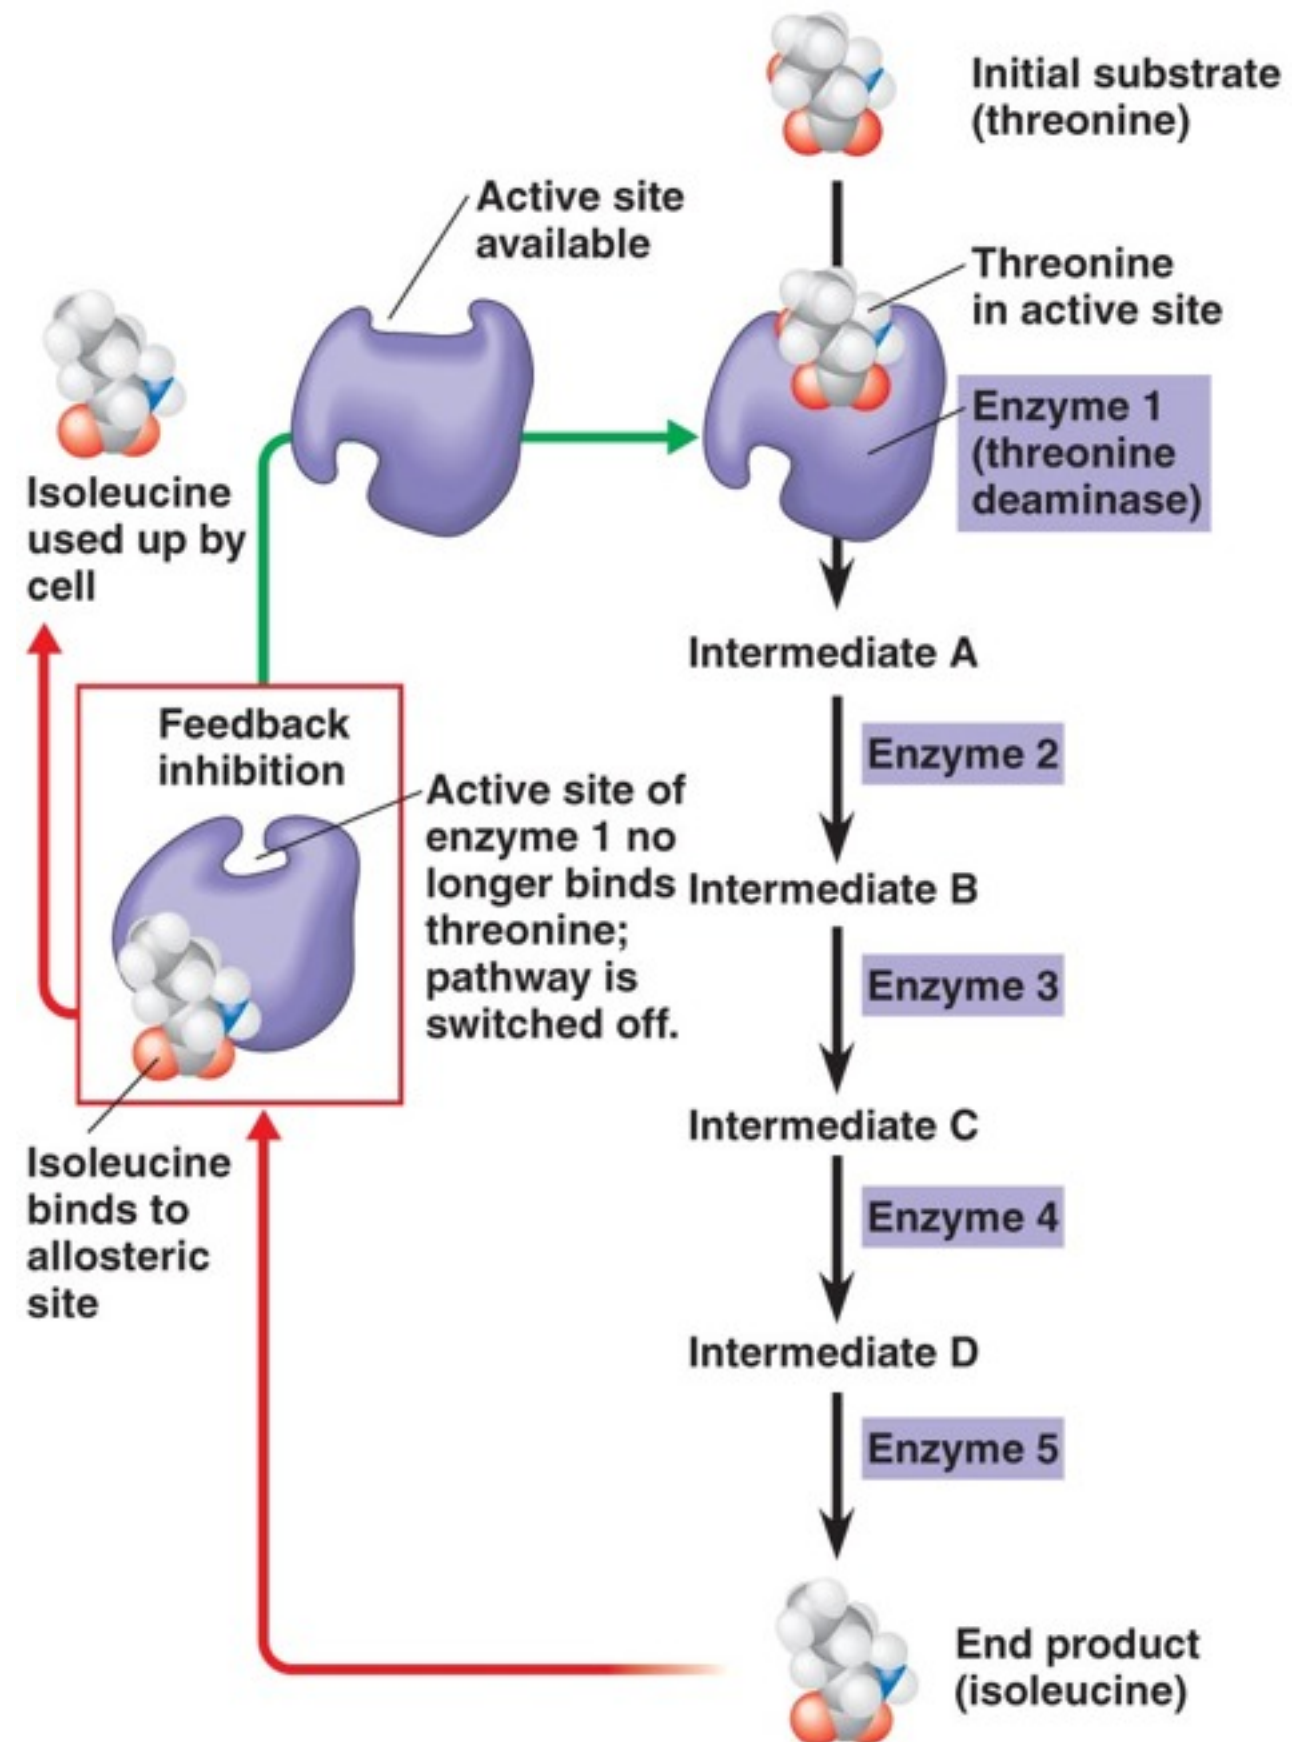 Initial substrate
(threonine)
Active site
available
Threonine
in active site
Enzyme 1
(threonine
deaminase)
Isoleucine
used up by
cell
Intermediate A
Feedback
inhibition
Enzyme 2
Active site of
enzyme 1 no
longer binds
threonine;
pathway is
switched off.
Intermediate B
Enzyme 3
Intermediate C
Isoleucine
binds to
allosteric
site
Enzyme 4
Intermediate D
Enzyme 5
End product
(isoleucine)